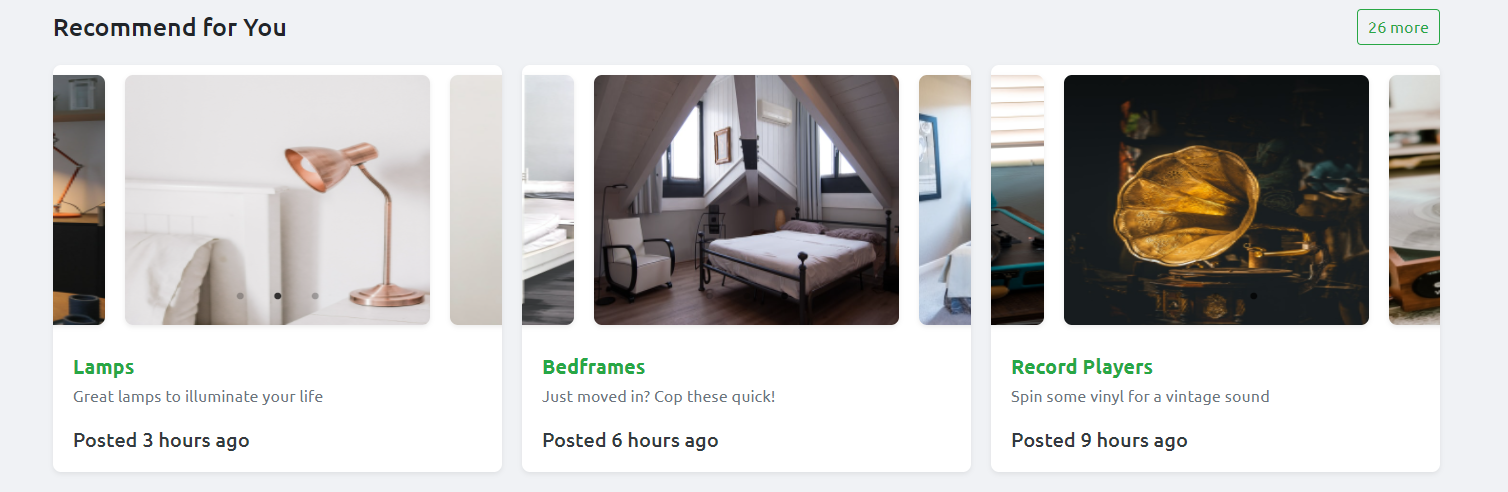 Recommend for You
26 more
Lamps
Great lamps to illuminate your life
Posted 3 hours ago
Bedframes
Just moved in? Cop these quick!
Posted 6 hours ago
Record Players
Spin some vinyl for a vintage sound
Posted 9 hours ago